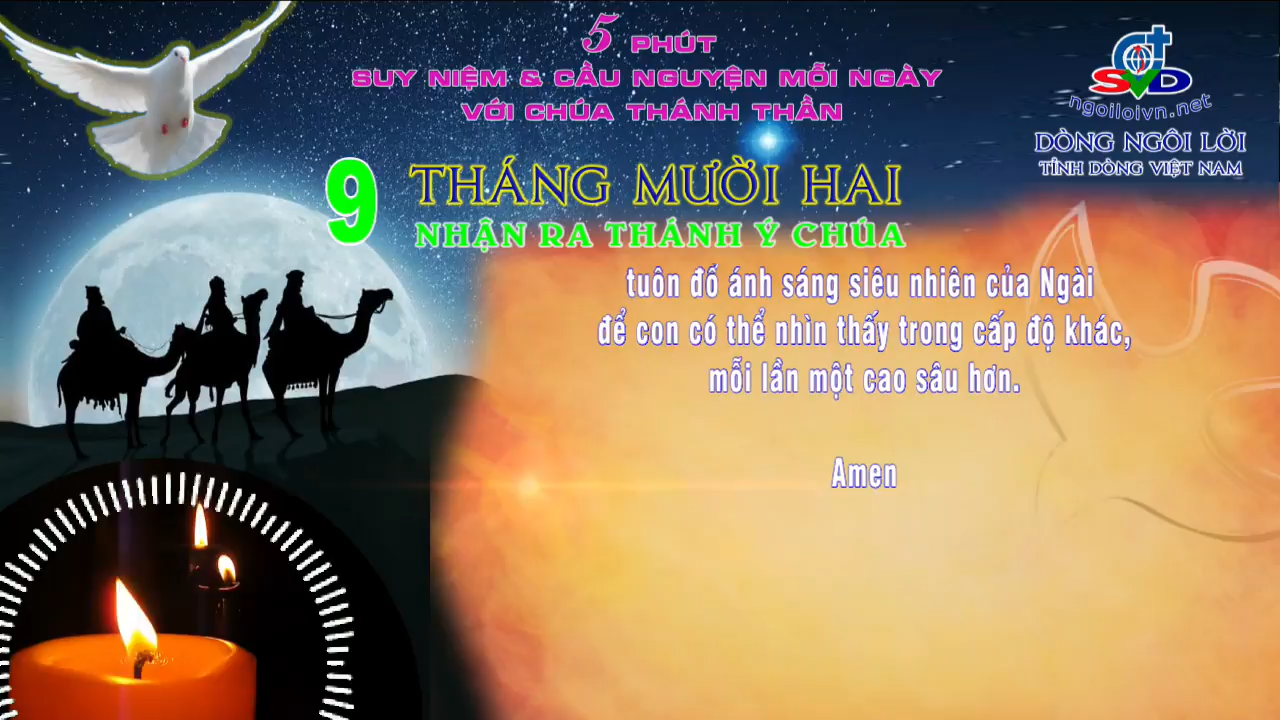 5 PHÚT
SUY NIỆM & CẦU NGUYỆN MỖI NGÀY
VỚI CHÚA THÁNH THẦN
SVD
ngoiloivn.net
DÒNG NGÔI LỜI
TỈNH DÒNG VIỆT NAM
9 THÁNG MƯỜI HAI
NHẬN RA THÁNH Ý CHÚA
tuôn đổ ánh sáng siêu nhiên của Ngài
để con có thể nhìn thấy trong cấp độ khác,
mỗi lần một cao sâu hơn.
Amen